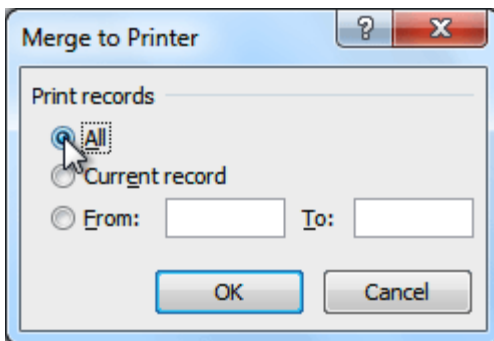 Merge to Printer
Print records
All
Current record
From: To:
OK Cancel